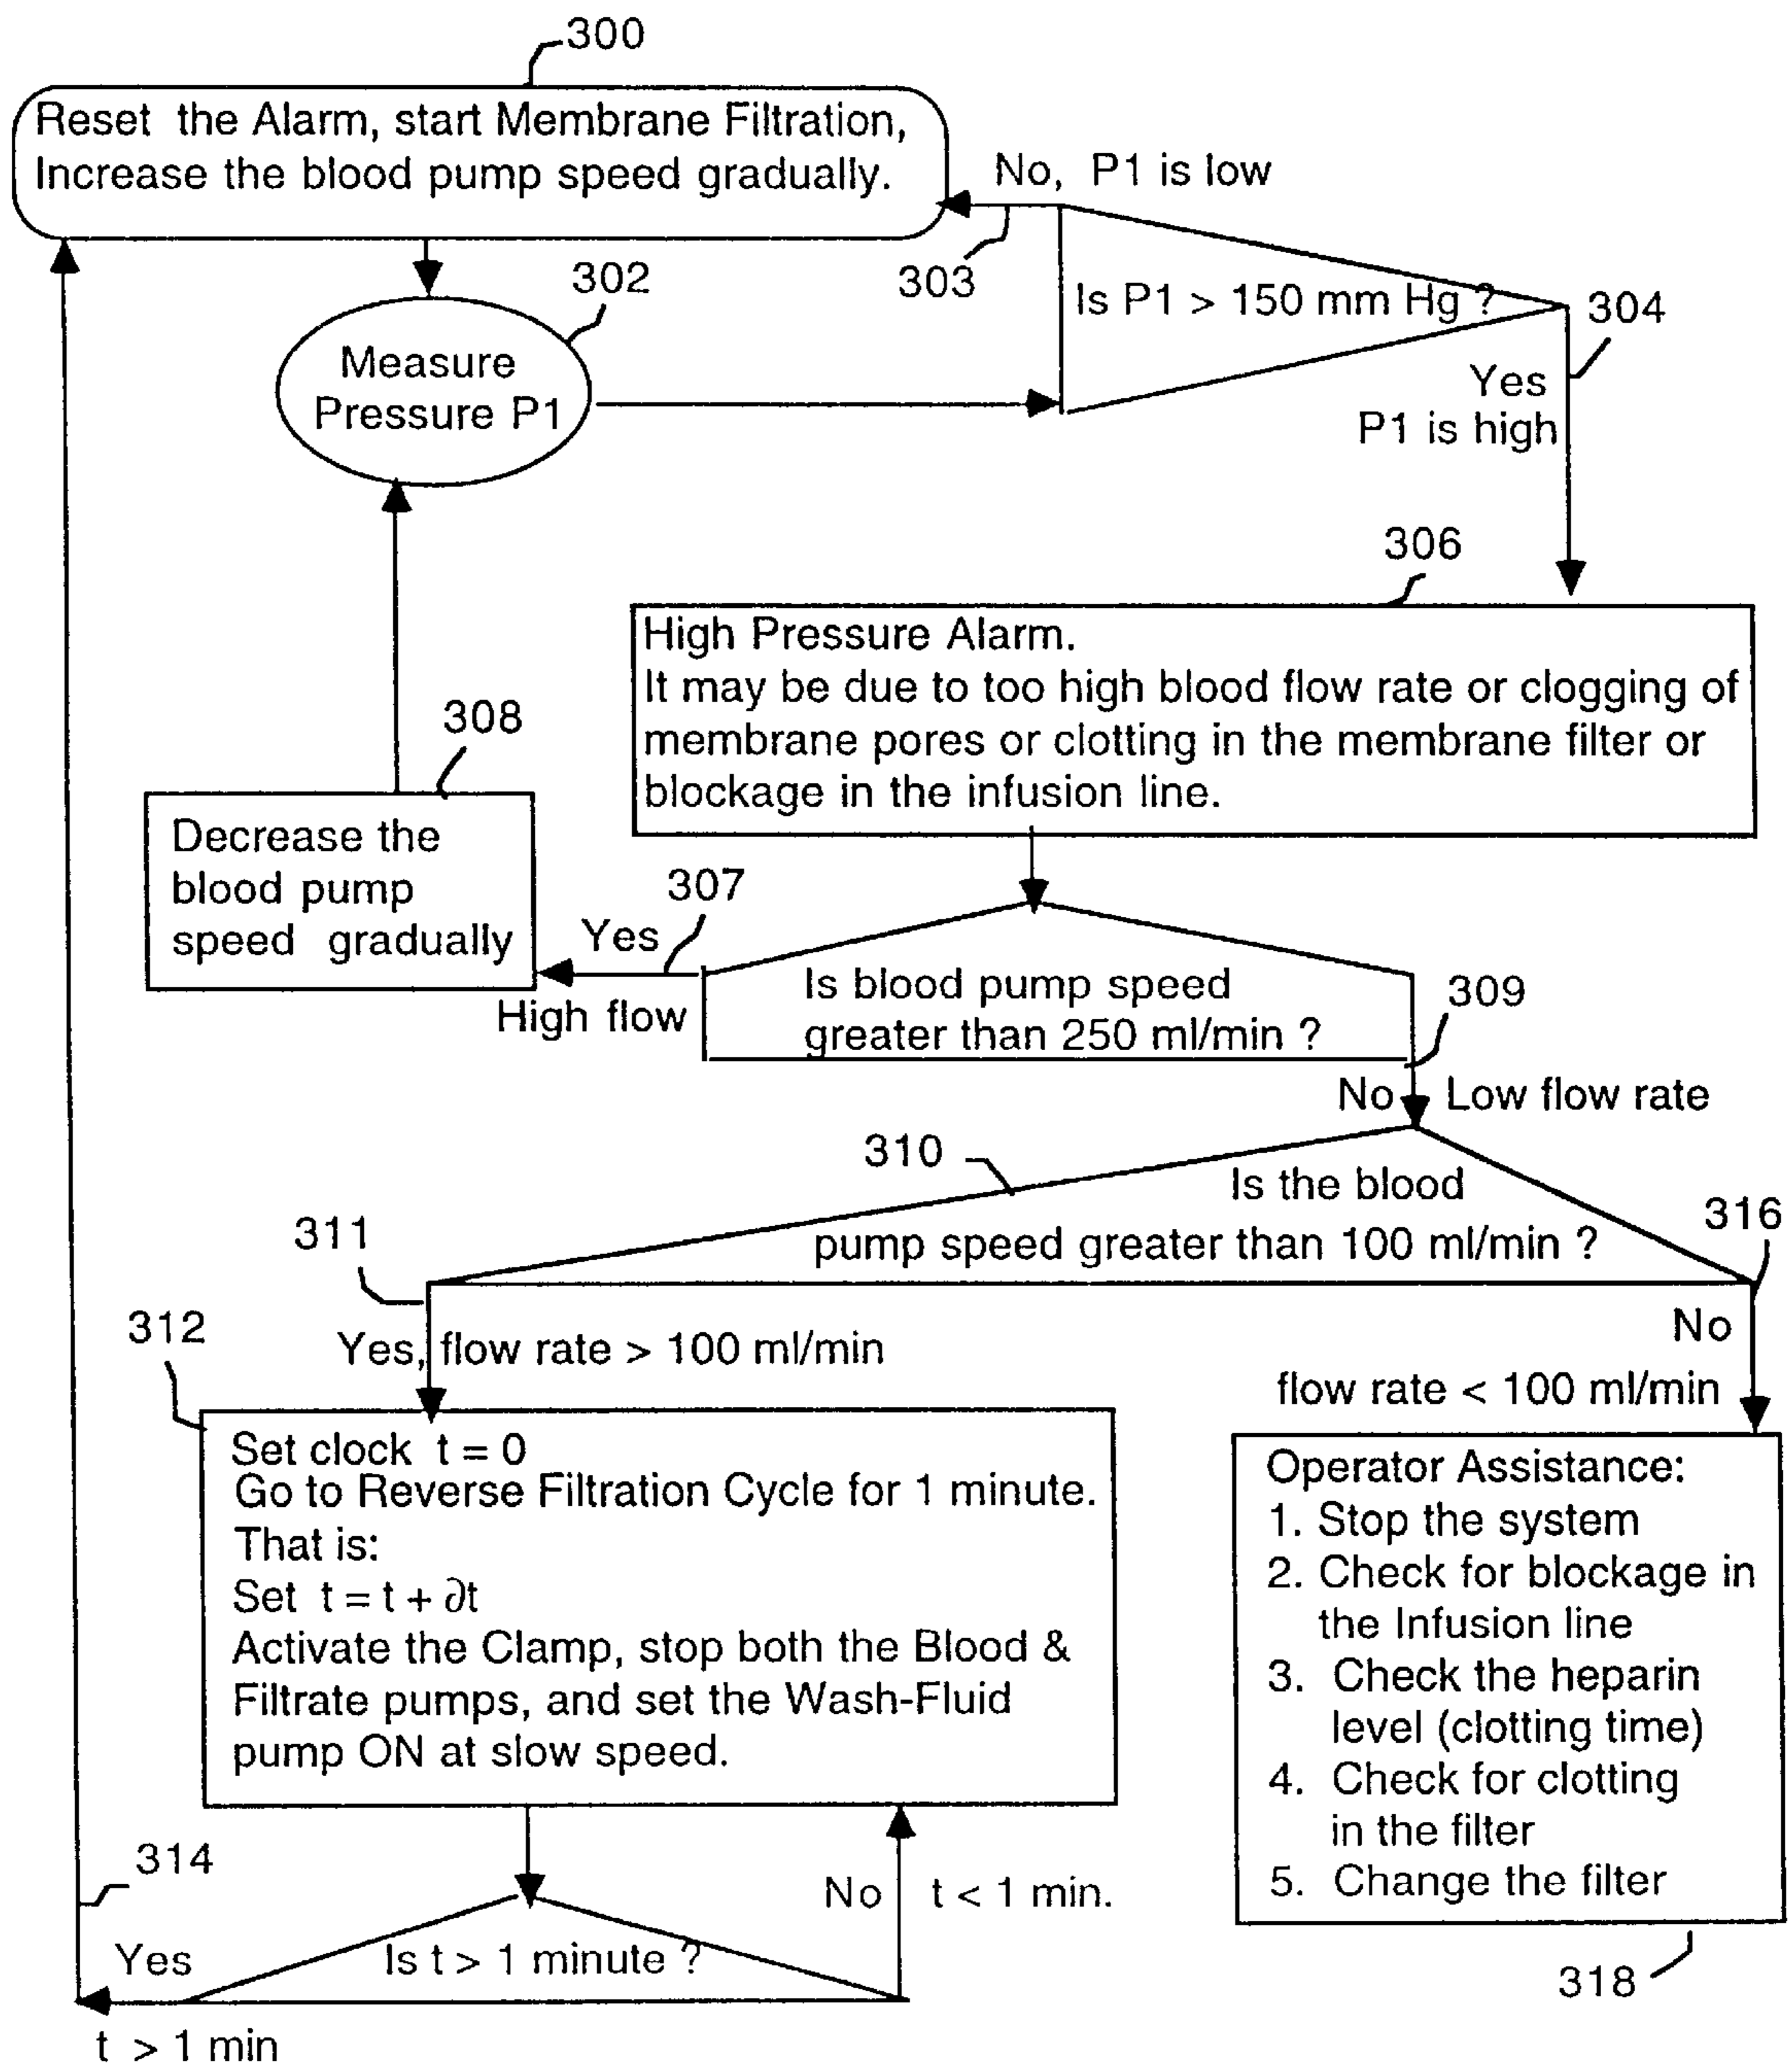 300
Reset the Alarm, start Membrane Filtration,
Increase the blood pump speed gradually.
No, P1 is low
303
302
Measure
Pressure P1
Is P1 > 150 mm Hg ?
304
Yes
P1 is high
306
High Pressure Alarm.
It may be due to too high blood flow rate or clogging of
membrane pores or clotting in the membrane filter or
blockage in the infusion line.
308
Decrease the
blood pump
speed gradually
307
Yes
High flow
Is blood pump speed
greater than 250 ml/min ?
309
No Low flow rate
310
Is the blood
pump speed greater than 100 ml/min ?
311
316
312
Yes, flow rate > 100 ml/min
No
flow rate < 100 ml/min
Set clock t = 0
Go to Reverse Filtration Cycle for 1 minute.
That is:
Set t = t + ∂t
Activate the Clamp, stop both the Blood &
Filtrate pumps, and set the Wash-Fluid
pump ON at slow speed.
Operator Assistance:
1. Stop the system
2. Check for blockage in
the Infusion line
3. Check the heparin
level (clotting time)
4. Check for clotting
in the filter
5. Change the filter
318
314
No t < 1 min.
Is t > 1 minute ?
Yes
t > 1 min